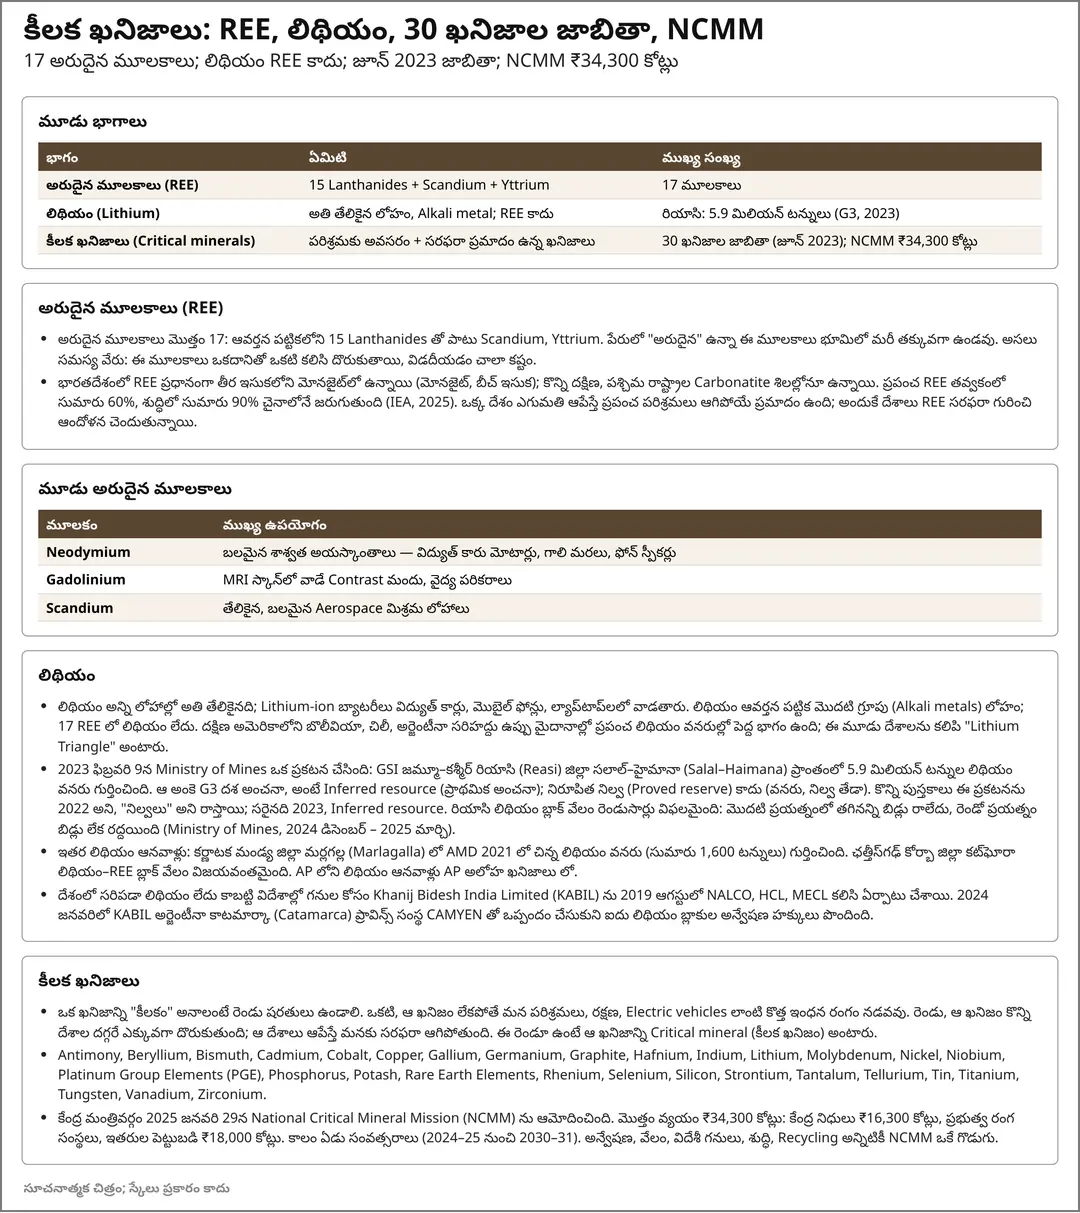 కీలక ఖనిజాలు: REE, లిథియం, 30 ఖనిజాల జాబితా, NCMM
17 అరుదైన మూలకాలు; లిథియం REE కాదు; జూన్ 2023 జాబితా; NCMM ₹34,300 కోట్లు
మూడు భాగాలు
భాగం ఏమిటి ముఖ్య సంఖ్య
అరుదైన మూలకాలు (REE) 15 Lanthanides + Scandium + Yttrium 17 మూలకాలు
లిథియం (Lithium) అతి తేలికైన లోహం, Alkali metal; REE కాదు రియాసి: 5.9 మిలియన్ టన్నులు (G3, 2023)
కీలక ఖనిజాలు (Critical minerals) పరిశ్రమకు అవసరం + సరఫరా ప్రమాదం ఉన్న ఖనిజాలు 30 ఖనిజాల జాబితా (జూన్ 2023); NCMM ₹34,300 కోట్లు
అరుదైన మూలకాలు (REE)
• అరుదైన మూలకాలు మొత్తం 17: ఆవర్తన పట్టికలోని 15 Lanthanides తో పాటు Scandium, Yttrium. పేరులో "అరుదైన" ఉన్నా ఈ మూలకాలు భూమిలో మరీ తక్కువగా ఉండవు. అసలు
సమస్య వేరు: ఈ మూలకాలు ఒకదానితో ఒకటి కలిసి దొరుకుతాయి, విడదీయడం చాలా కష్టం.
• భారతదేశంలో REE ప్రధానంగా తీర ఇసుకలోని మోనజైట్‌లో ఉన్నాయి (మోనజైట్, బీచ్ ఇసుక); కొన్ని దక్షిణ, పశ్చిమ రాష్ట్రాల Carbonatite శిలల్లోనూ ఉన్నాయి. ప్రపంచ REE తవ్వకంలో
సుమారు 60%, శుద్ధిలో సుమారు 90% చైనాలోనే జరుగుతుంది (IEA, 2025). ఒక్క దేశం ఎగుమతి ఆపేస్తే ప్రపంచ పరిశ్రమలు ఆగిపోయే ప్రమాదం ఉంది; అందుకే దేశాలు REE సరఫరా గురించి
ఆందోళన చెందుతున్నాయి.
మూడు అరుదైన మూలకాలు
మూలకం ముఖ్య ఉపయోగం
Neodymium బలమైన శాశ్వత అయస్కాంతాలు — విద్యుత్ కారు మోటార్లు, గాలి మరలు, ఫోన్ స్పీకర్లు
Gadolinium MRI స్కాన్‌లో వాడే Contrast మందు, వైద్య పరికరాలు
Scandium తేలికైన, బలమైన Aerospace మిశ్రమ లోహాలు
లిథియం
• లిథియం అన్ని లోహాల్లో అతి తేలికైనది; Lithium-ion బ్యాటరీలు విద్యుత్ కార్లు, మొబైల్ ఫోన్లు, ల్యాప్‌టాప్‌లలో వాడతారు. లిథియం ఆవర్తన పట్టిక మొదటి గ్రూపు (Alkali metals) లోహం;
17 REE లో లిథియం లేదు. దక్షిణ అమెరికాలోని బొలీవియా, చిలీ, అర్జెంటీనా సరిహద్దు ఉప్పు మైదానాల్లో ప్రపంచ లిథియం వనరుల్లో పెద్ద భాగం ఉంది; ఈ మూడు దేశాలను కలిపి "Lithium
Triangle" అంటారు.
• 2023 ఫిబ్రవరి 9న Ministry of Mines ఒక ప్రకటన చేసింది: GSI జమ్మూ–కశ్మీర్ రియాసి (Reasi) జిల్లా సలాల్–హైమానా (Salal–Haimana) ప్రాంతంలో 5.9 మిలియన్ టన్నుల లిథియం
వనరు గుర్తించింది. ఆ అంకె G3 దశ అంచనా, అంటే Inferred resource (ప్రాథమిక అంచనా); నిరూపిత నిల్వ (Proved reserve) కాదు (వనరు, నిల్వ తేడా). కొన్ని పుస్తకాలు ఈ ప్రకటనను
2022 అని, "నిల్వలు" అని రాస్తాయి; సరైనది 2023, Inferred resource. రియాసి లిథియం బ్లాక్ వేలం రెండుసార్లు విఫలమైంది: మొదటి ప్రయత్నంలో తగినన్ని బిడ్లు రాలేదు, రెండో ప్రయత్నం
బిడ్లు లేక రద్దయింది (Ministry of Mines, 2024 డిసెంబర్ – 2025 మార్చి).
• ఇతర లిథియం ఆనవాళ్లు: కర్ణాటక మండ్య జిల్లా మర్లగల్ల (Marlagalla) లో AMD 2021 లో చిన్న లిథియం వనరు (సుమారు 1,600 టన్నులు) గుర్తించింది. ఛత్తీస్‌గఢ్ కోర్బా జిల్లా కట్‌ఘోరా
లిథియం–REE బ్లాక్ వేలం విజయవంతమైంది. AP లోని లిథియం ఆనవాళ్లు AP అలోహ ఖనిజాలు లో.
• దేశంలో సరిపడా లిథియం లేదు కాబట్టి విదేశాల్లో గనుల కోసం Khanij Bidesh India Limited (KABIL) ను 2019 ఆగస్టులో NALCO, HCL, MECL కలిసి ఏర్పాటు చేశాయి. 2024
జనవరిలో KABIL అర్జెంటీనా కాటమార్కా (Catamarca) ప్రావిన్స్ సంస్థ CAMYEN తో ఒప్పందం చేసుకుని ఐదు లిథియం బ్లాకుల అన్వేషణ హక్కులు పొందింది.
కీలక ఖనిజాలు
• ఒక ఖనిజాన్ని "కీలకం" అనాలంటే రెండు షరతులు ఉండాలి. ఒకటి, ఆ ఖనిజం లేకపోతే మన పరిశ్రమలు, రక్షణ, Electric vehicles లాంటి కొత్త ఇంధన రంగం నడవవు. రెండు, ఆ ఖనిజం కొన్ని
దేశాల దగ్గరే ఎక్కువగా దొరుకుతుంది; ఆ దేశాలు ఆపేస్తే మనకు సరఫరా ఆగిపోతుంది. ఈ రెండూ ఉంటే ఆ ఖనిజాన్ని Critical mineral (కీలక ఖనిజం) అంటారు.
• Antimony, Beryllium, Bismuth, Cadmium, Cobalt, Copper, Gallium, Germanium, Graphite, Hafnium, Indium, Lithium, Molybdenum, Nickel, Niobium,
Platinum Group Elements (PGE), Phosphorus, Potash, Rare Earth Elements, Rhenium, Selenium, Silicon, Strontium, Tantalum, Tellurium, Tin, Titanium,
Tungsten, Vanadium, Zirconium.
• కేంద్ర మంత్రివర్గం 2025 జనవరి 29న National Critical Mineral Mission (NCMM) ను ఆమోదించింది. మొత్తం వ్యయం ₹34,300 కోట్లు: కేంద్ర నిధులు ₹16,300 కోట్లు, ప్రభుత్వ రంగ
సంస్థలు, ఇతరుల పెట్టుబడి ₹18,000 కోట్లు. కాలం ఏడు సంవత్సరాలు (2024–25 నుంచి 2030–31). అన్వేషణ, వేలం, విదేశీ గనులు, శుద్ధి, Recycling అన్నిటికీ NCMM ఒకే గొడుగు.
సూచనాత్మక చిత్రం; స్కేలు ప్రకారం కాదు